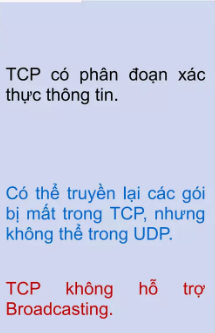 TCP có phân đoạn xác
thực thông tin.
Có thể truyền lại các gói
bị mất trong TCP, nhưng
không thể trong UDP.
TCP không hỗ trợ
Broadcasting.